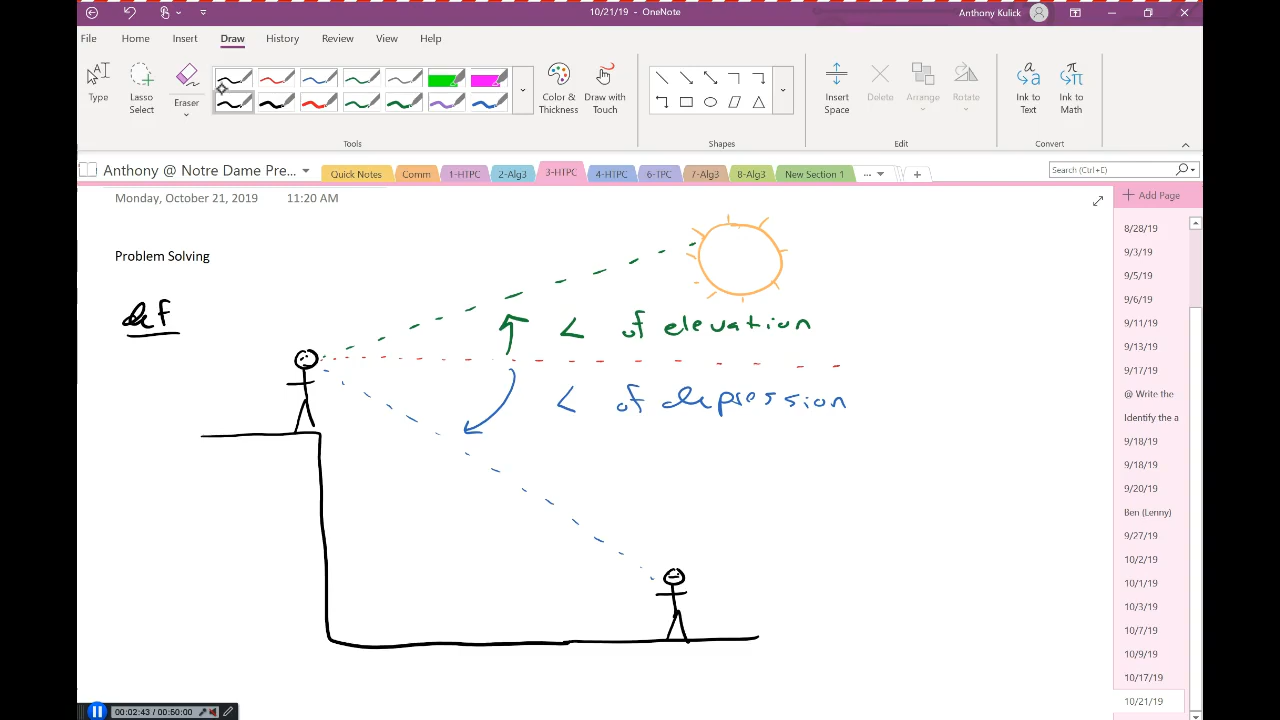 10/21/19 - OneNote
Anthony Kulick
File Home Insert Draw History Review View Help
Type
Lasso Select
Eraser
Color & Thickness
Draw with Touch
Insert Space
Delete
Arrange
Rotate
Ink to Text
Ink to Math
Tools
Shapes
Edit
Convert
Anthony @ Notre Dame Pre...
Quick Notes
Comm
1-HTPC
2-Alg3
3-HTPC
4-HTPC
6-TPC
7-Alg3
8-Alg3
New Section 1
Search (Ctrl+E)
Monday, October 21, 2019 11:20 AM
Problem Solving
def
< of elevation
< of depression
Add Page
8/28/19
9/3/19
9/5/19
9/6/19
9/11/19
9/13/19
9/17/19
@ Write the
Identify the a
9/18/19
9/18/19
9/20/19
Ben (Lenny)
9/27/19
10/2/19
10/1/19
10/3/19
10/7/19
10/9/19
10/17/19
10/21/19
00:02:43 / 00:50:00